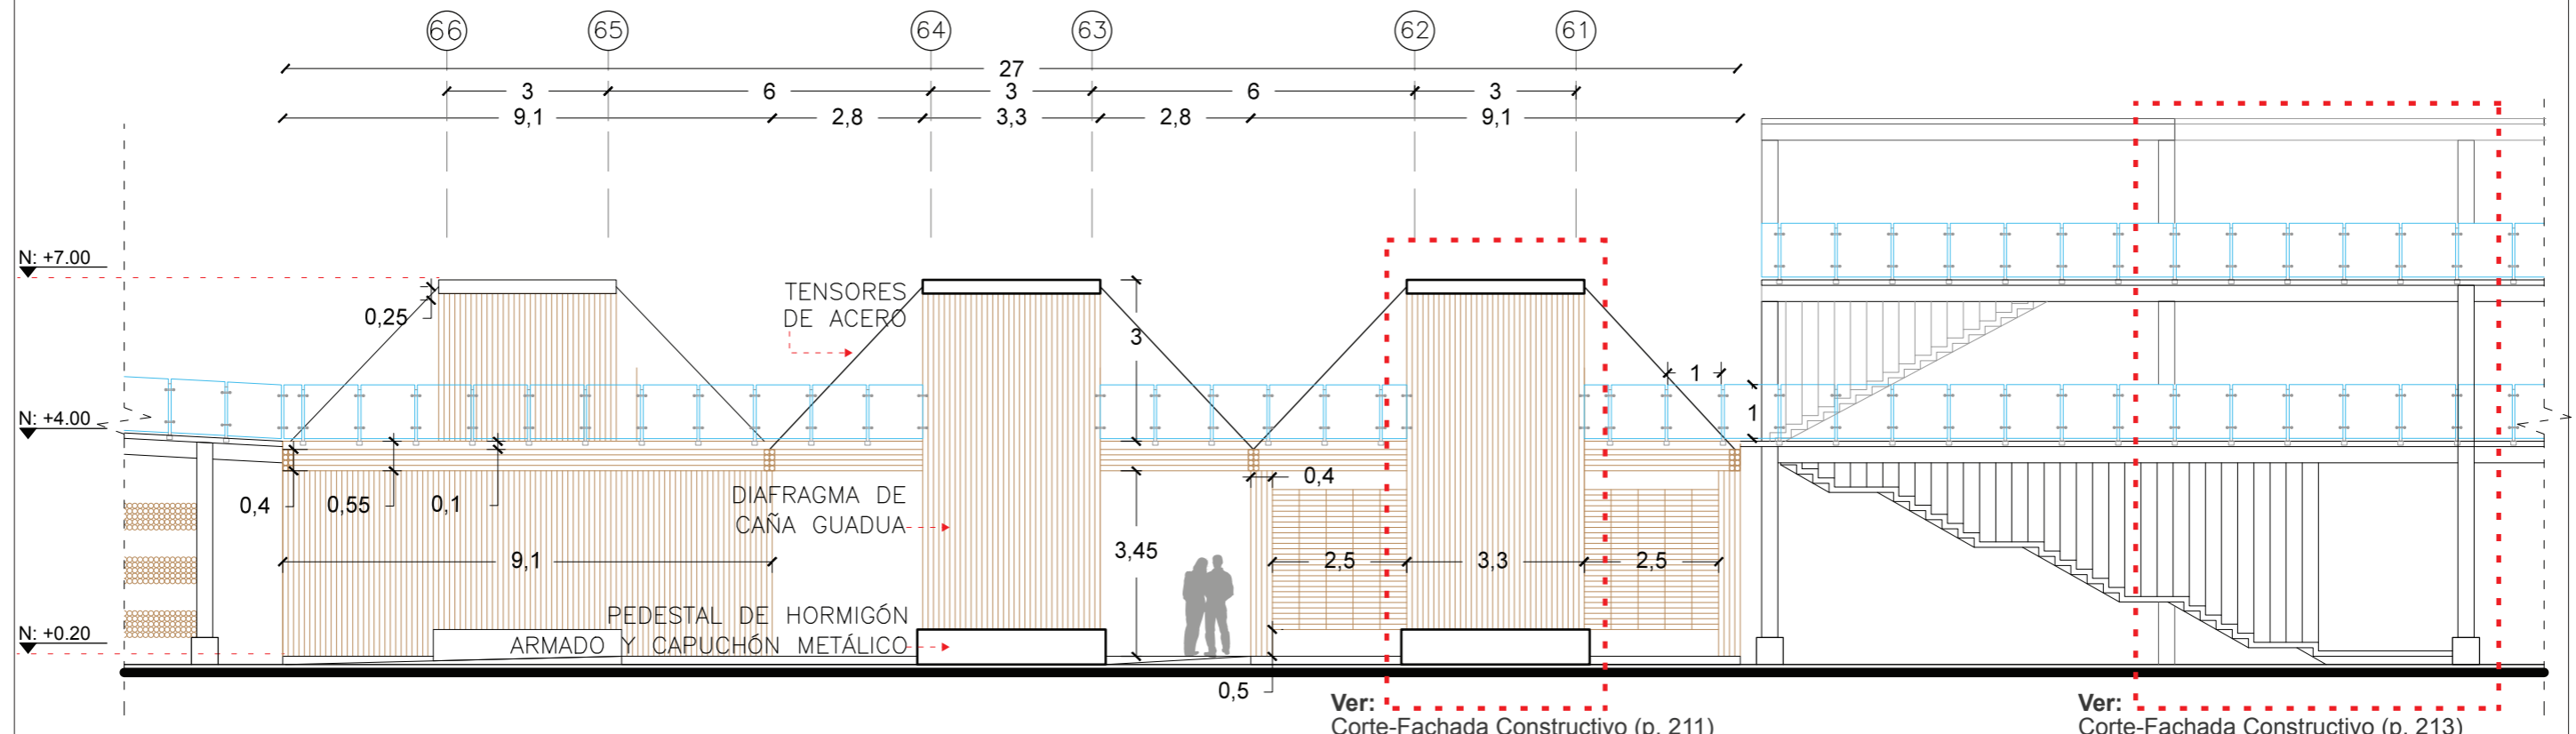 66 65 64 63 62 61
27
3 6 3 6 3
9,1 2,8 3,3 2,8 9,1
N: +7.00
0,25
TENSORES
DE ACERO
3
1
N: +4.00
1
0,4 0,55 0,1
DIAFRAGMA DE
CAÑA GUADUA
0,4
9,1
3,45
2,5 3,3 2,5
N: +0.20
PEDESTAL DE HORMIGÓN
ARMADO Y CAPUCHÓN METÁLICO
0,5
Ver:
Corte-Fachada Constructivo (p. 211)
Ver:
Corte-Fachada Constructivo (p. 213)